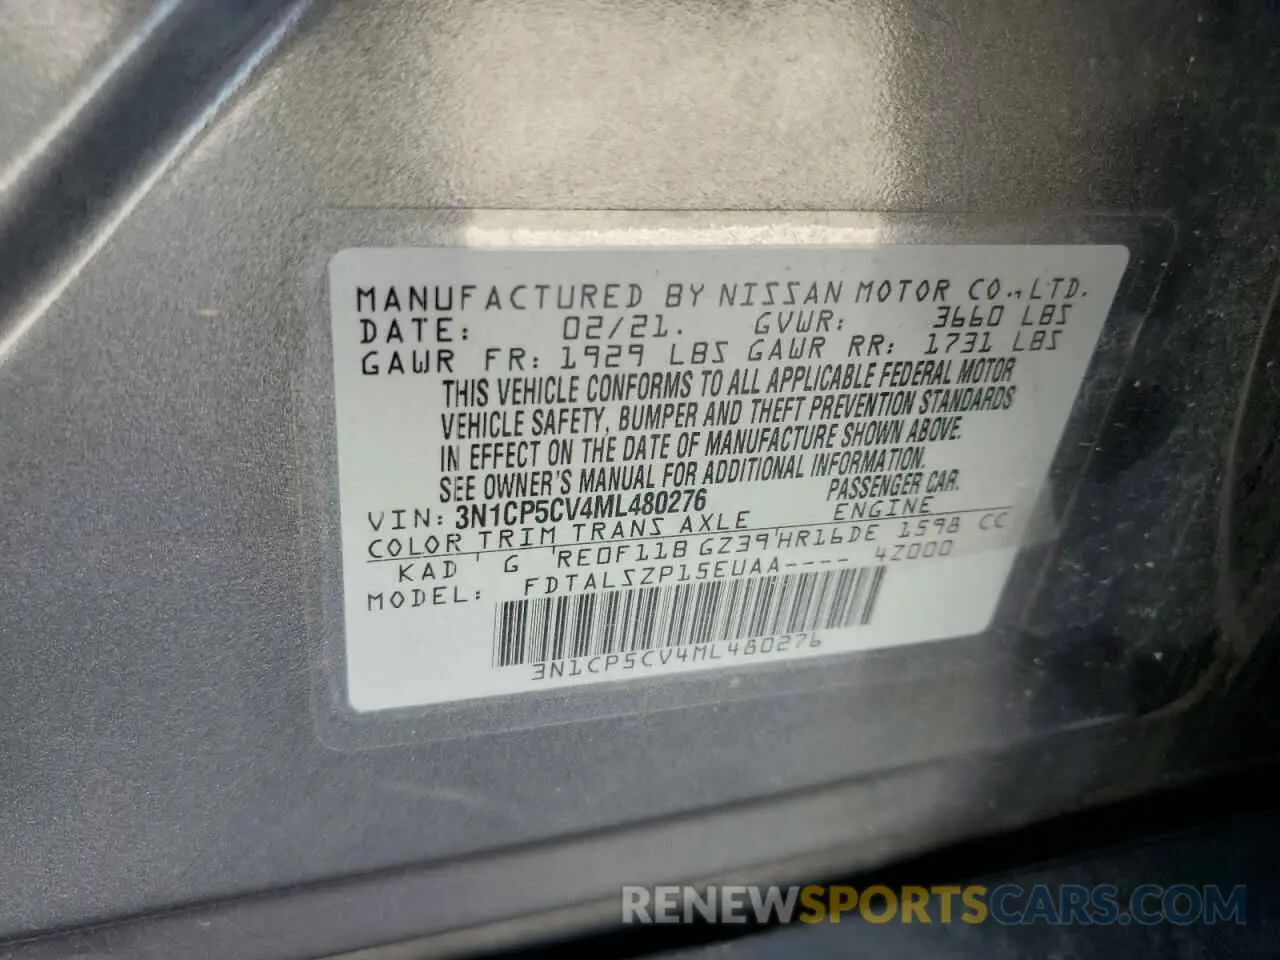 MANUFACTURED BY NISSAN MOTOR CO., LTD.
DATE: 02/21. GVWR: 3660 LBS
GAWR FR: 1929 LBS GAWR RR: 1731 LBS
THIS VEHICLE CONFORMS TO ALL APPLICABLE FEDERAL MOTOR
VEHICLE SAFETY, BUMPER AND THEFT PREVENTION STANDARDS
IN EFFECT ON THE DATE OF MANUFACTURE SHOWN ABOVE.
SEE OWNER'S MANUAL FOR ADDITIONAL INFORMATION.
VIN: 3N1CP5CV4ML480276 PASSENGER CAR.
COLOR TRIM TRANS AXLE ENGINE
KAD ' G 'RE0F11B GZ39'HR16DE 1598 CC
MODEL: FDTALSZP15EUAA---- 4Z000
3N1CP5CV4ML480276
RENEWSPORTSCARS.COM